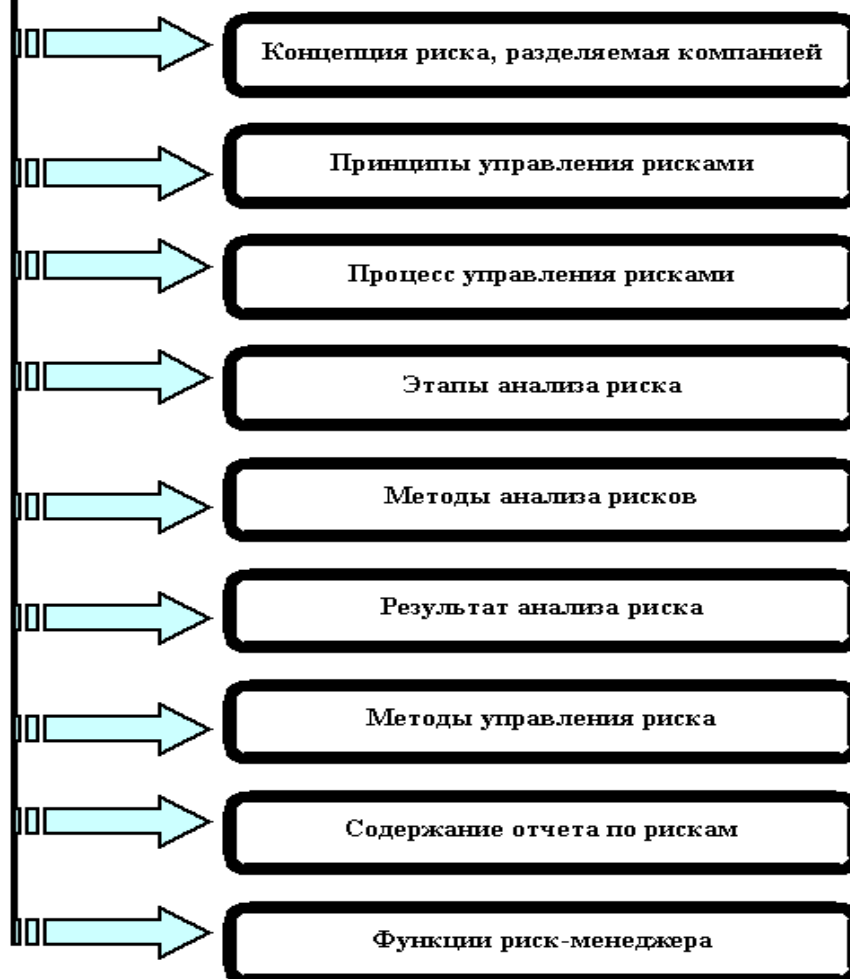 Концепция риска, разделяемая компанией
Принципы управления рисками
Процесс управления рисками
Этапы анализа риска
Методы анализа рисков
Результат анализа риска
Методы управления риска
Содержание отчета по рискам
Функции риск-менеджера